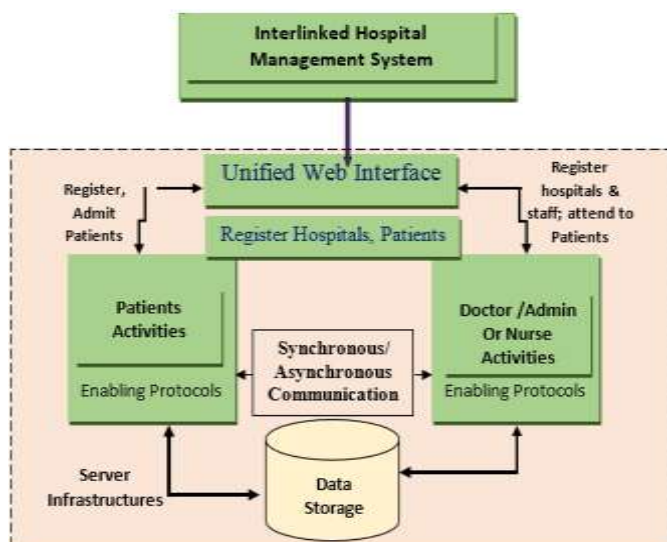 Interlinked Hospital
Management System
Unified Web Interface
Register,
Admit
Patients
Register
hospitals &
staff; attend to
Patients
Register Hospitals, Patients
Patients
Activities
Enabling Protocols
Synchronous/
Asynchronous
Communication
Doctor /Admin
Or Nurse
Activities
Enabling Protocols
Server
Infrastructures
Data
Storage